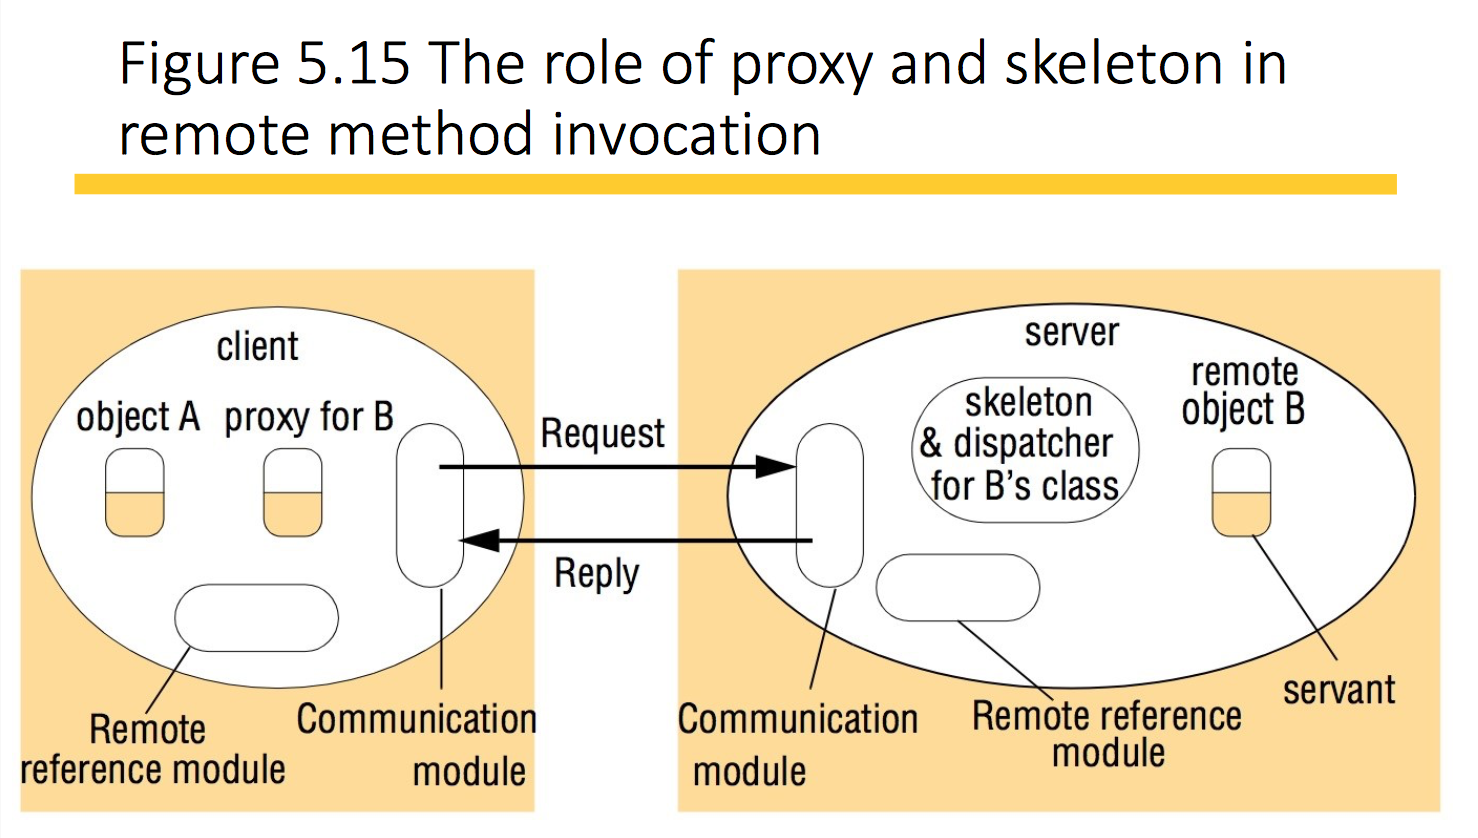 Figure 5.15 The role of proxy and skeleton in
remote method invocation
client
object A
proxy for B
Request
Reply
Remote
reference module
Communication
module
server
skeleton
& dispatcher
for B’s class
remote
object B
Communication
module
Remote reference
module
servant